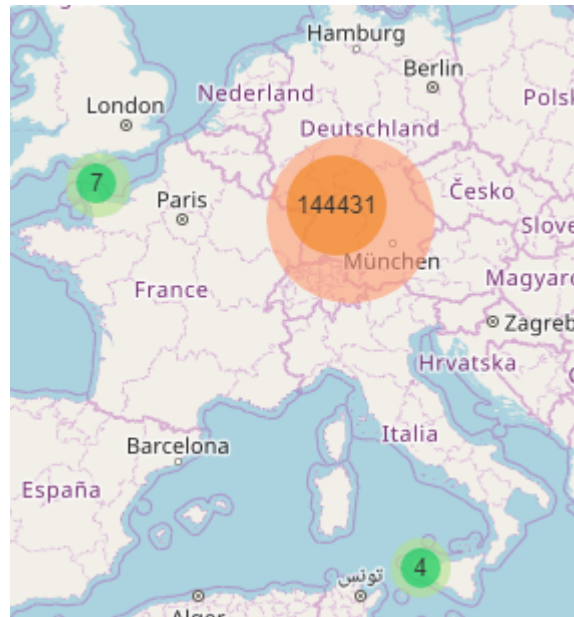 Hamburg
Berlin
Nederland
Polsk
London
Deutschland
7
144431
Česko
Paris
Slove
München
Magyaro
France
Zagreb
Hrvatska
Italia
Barcelona
España
4
تونس
Alger